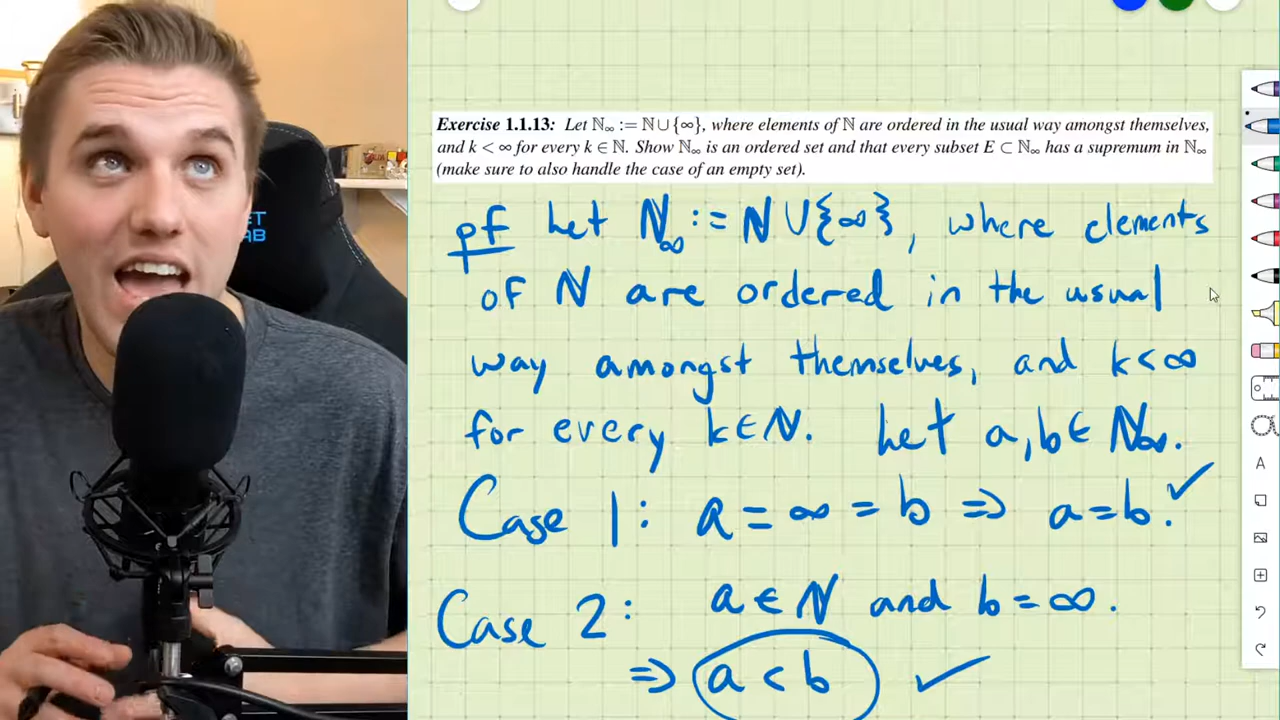 Exercise 1.1.13: Let ℕ∞ := ℕ ∪ {∞}, where elements of ℕ are ordered in the usual way amongst themselves,
and k < ∞ for every k ∈ ℕ. Show ℕ∞ is an ordered set and that every subset E ⊂ ℕ∞ has a supremum in ℕ∞
(make sure to also handle the case of an empty set).
pf Let ℕ∞ := ℕ ∪ {∞}, where elements
of ℕ are ordered in the usual
way amongst themselves, and k < ∞
for every k ∈ ℕ. Let a, b ∈ ℕ∞.
Case 1: a = ∞ = b ⇒ a = b. ✓
Case 2: a ∈ ℕ and b = ∞.
⇒ a < b ✓
A